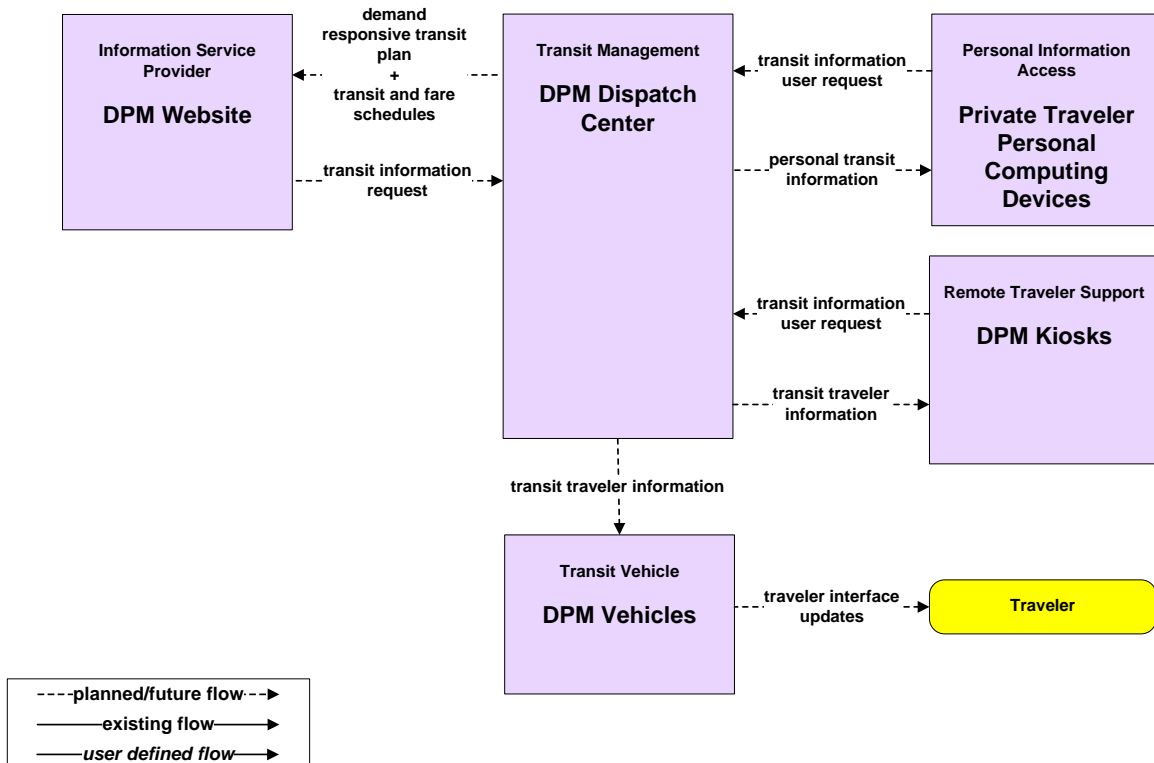 Information Service
Provider
DPM Website
demand
responsive transit
plan
+
transit and fare
schedules
transit information
request
Transit Management
DPM Dispatch
Center
transit information
user request
personal transit
information
Personal Information
Access
Private Traveler
Personal
Computing
Devices
transit information
user request
transit traveler
information
Remote Traveler Support
DPM Kiosks
transit traveler information
Transit Vehicle
DPM Vehicles
traveler interface
updates
Traveler
planned/future flow
existing flow
user defined flow